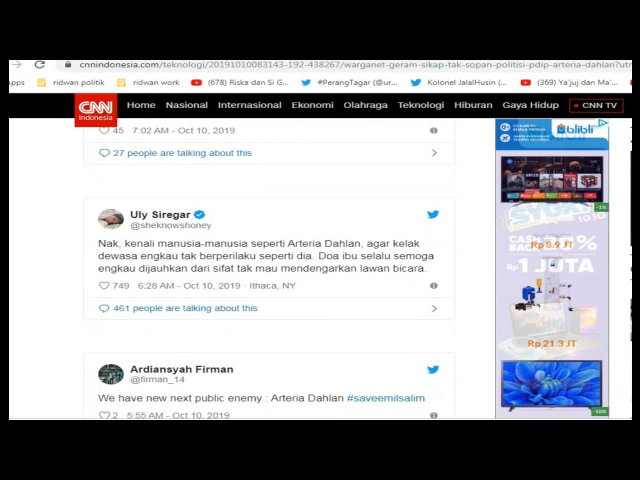 cnnindonesia.com/teknologi/20191010083143-192-438267/warganet-geram-sikap-tak-sopan-politisi-pdip-arteria-dahlan?utm
Apps ridwan politik ridwan work (678) Riska dan Si G... #PerangTagar (@ur... Kolonel JalalHusin (... (369) Ya'juj dan Ma'...
CNN Indonesia Home Nasional Internasional Ekonomi Olahraga Teknologi Hiburan Gaya Hidup CNN TV
45 7:02 AM - Oct 10, 2019
27 people are talking about this
Uly Siregar
@sheknowshoney
Nak, kenali manusia-manusia seperti Arteria Dahlan, agar kelak
dewasa engkau tak berperilaku seperti dia. Doa ibu selalu semoga
engkau dijauhkan dari sifat tak mau mendengarkan lawan bicara.
749 6:28 AM - Oct 10, 2019 · Ithaca, NY
461 people are talking about this
Ardiansyah Firman
@firman_14
We have new next public enemy : Arteria Dahlan #saveemilsalim
2 5:55 AM - Oct 10, 2019
blibli
Rp8.9 JT
Rp 1 JUTA
Rp 21.3 JT